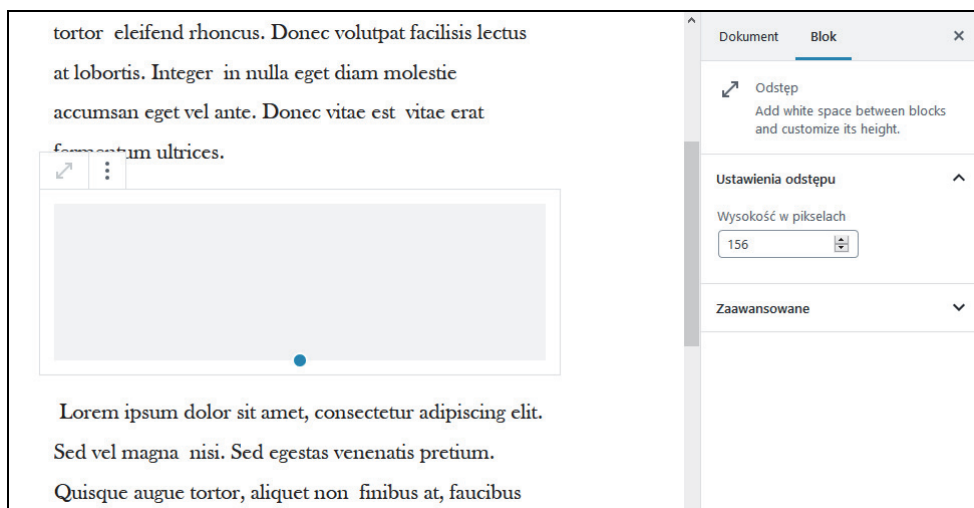 tortor eleifend rhoncus. Donec volutpat facilisis lectus
at lobortis. Integer in nulla eget diam molestie
accumsan eget vel ante. Donec vitae est vitae erat
fermentum ultrices.
Lorem ipsum dolor sit amet, consectetur adipiscing elit.
Sed vel magna nisi. Sed egestas venenatis pretium.
Quisque augue tortor, aliquet non finibus at, faucibus
Dokument Blok
Odstęp
Add white space between blocks
and customize its height.
Ustawienia odstępu
Wysokość w pikselach
156
Zaawansowane